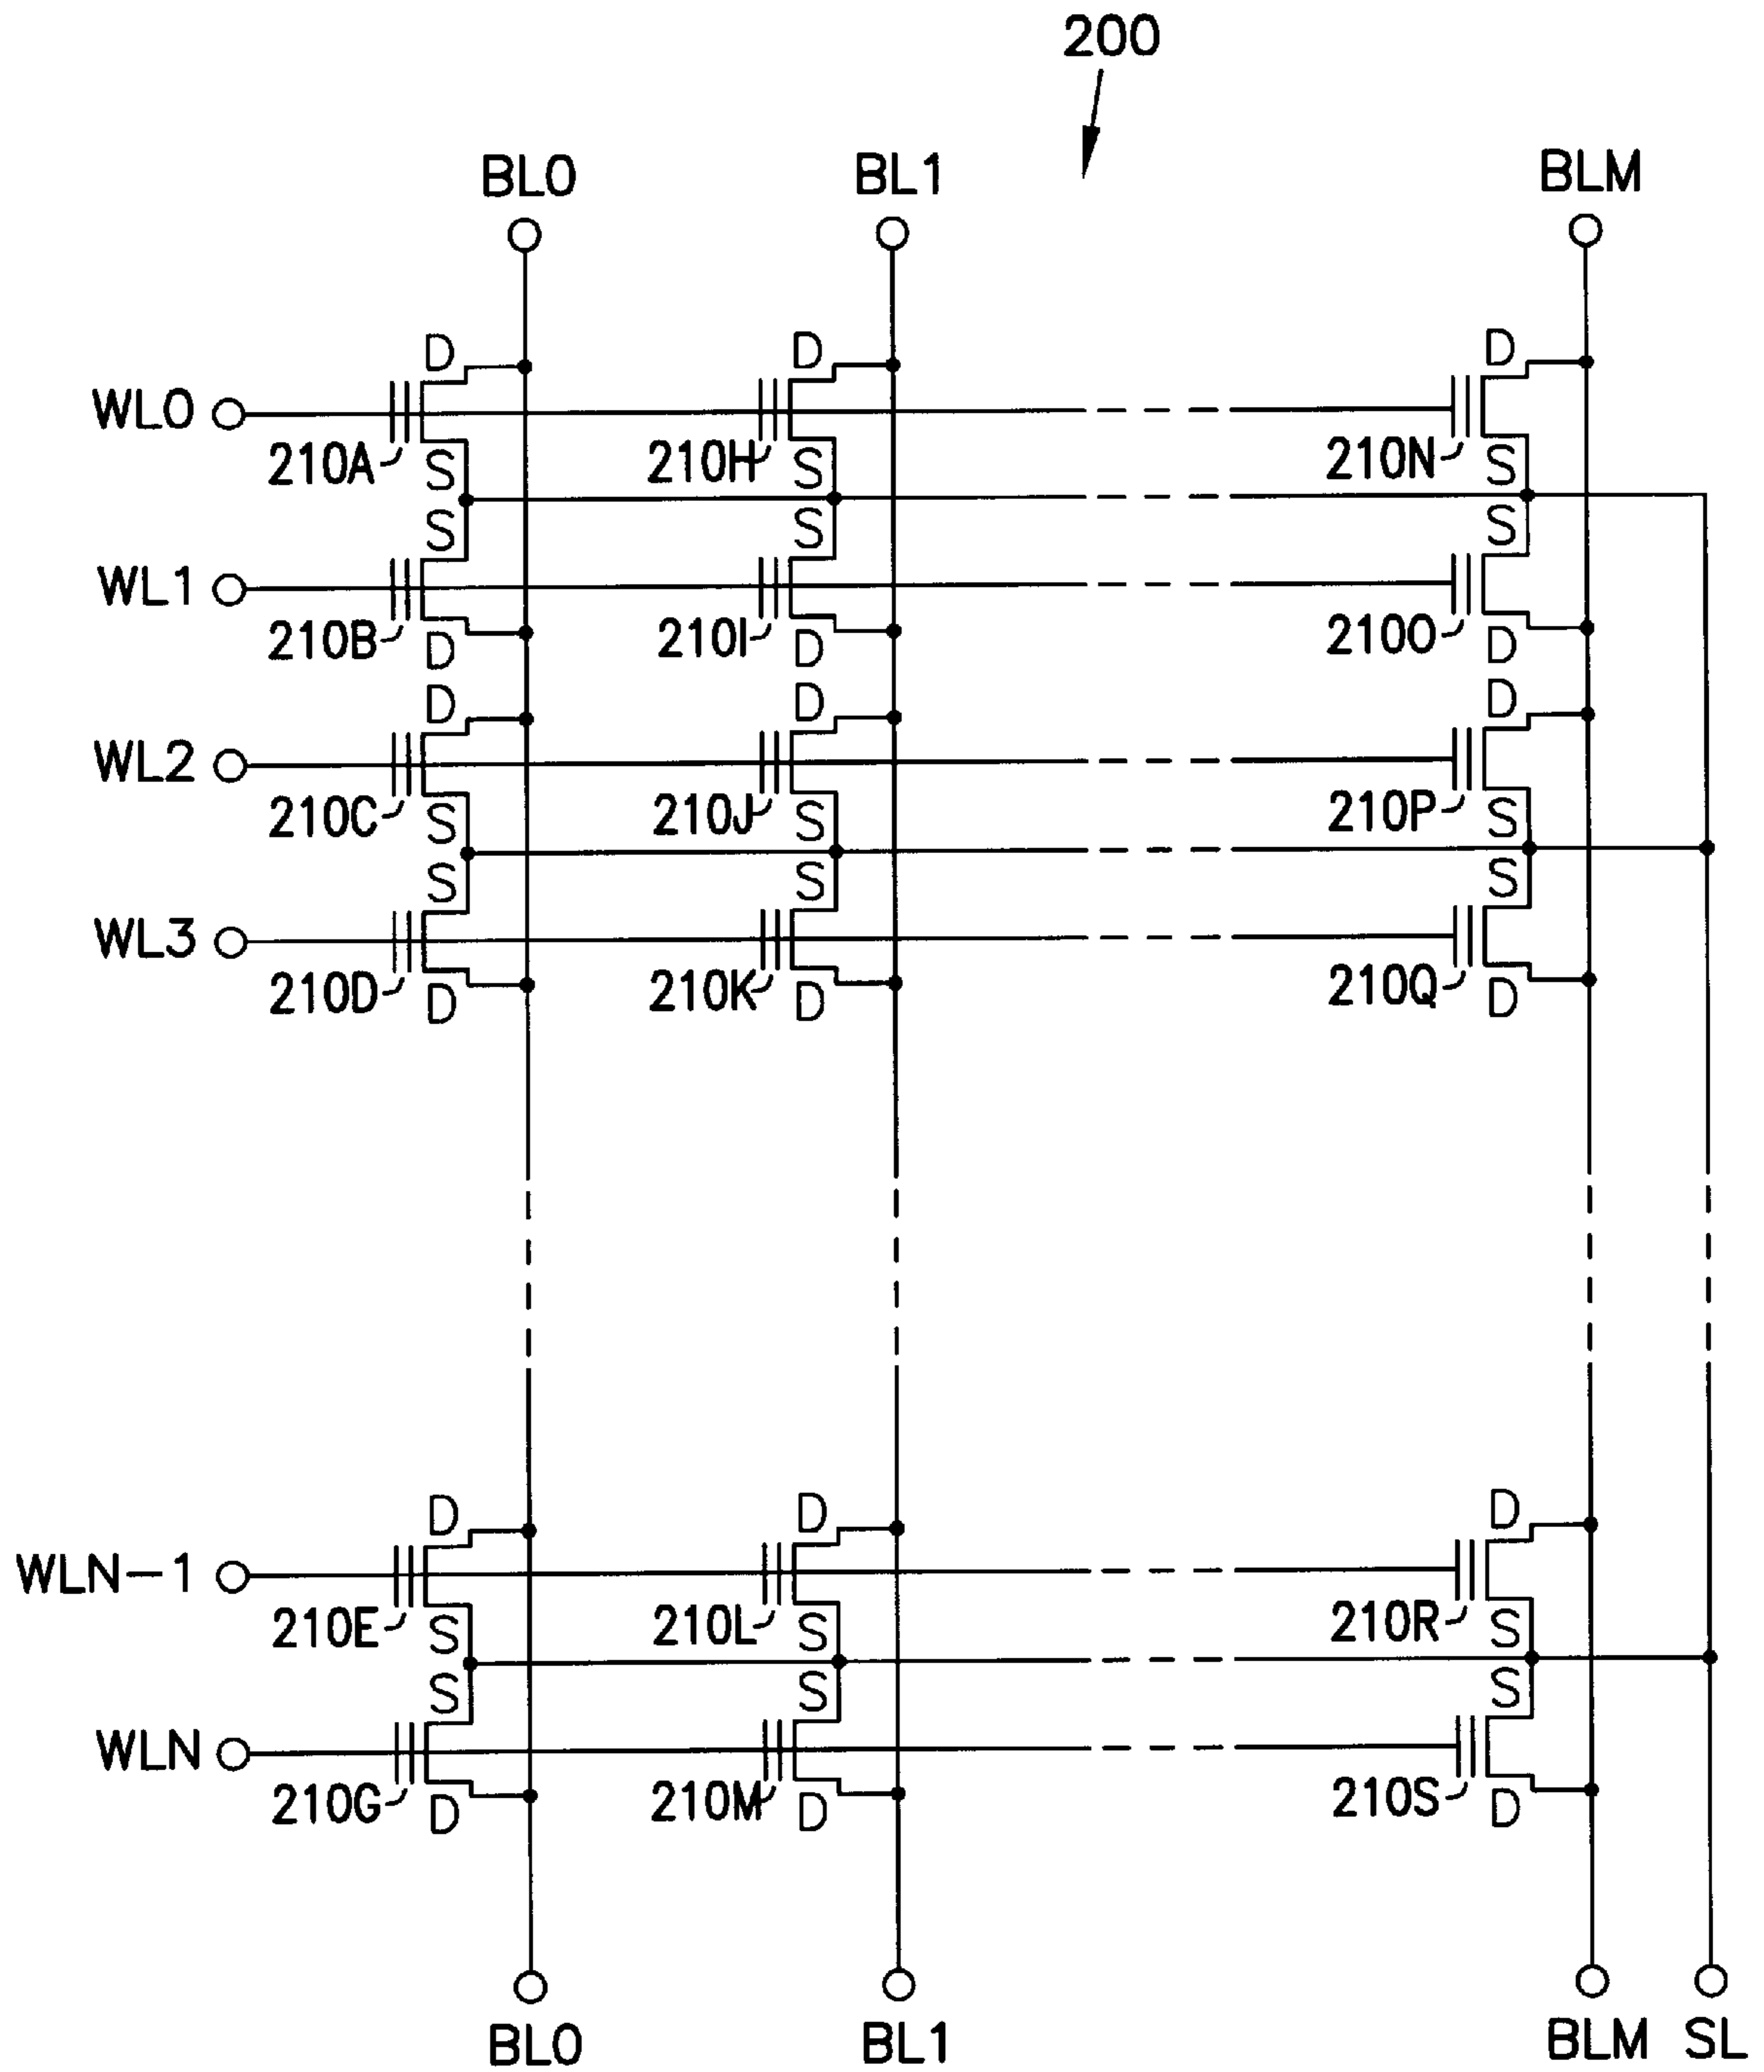 200
BL0 BL1 BLM
D D D
WL0
210A 210H 210N
S S S
S S S
WL1
210B 210I 210O
D D D
D D D
WL2
210C 210J 210P
S S S
S S S
WL3
210D 210K 210Q
D D D
D D D
WLN-1
210E 210L 210R
S S S
S S S
WLN
210G 210M 210S
D D D
BL0 BL1 BLM SL